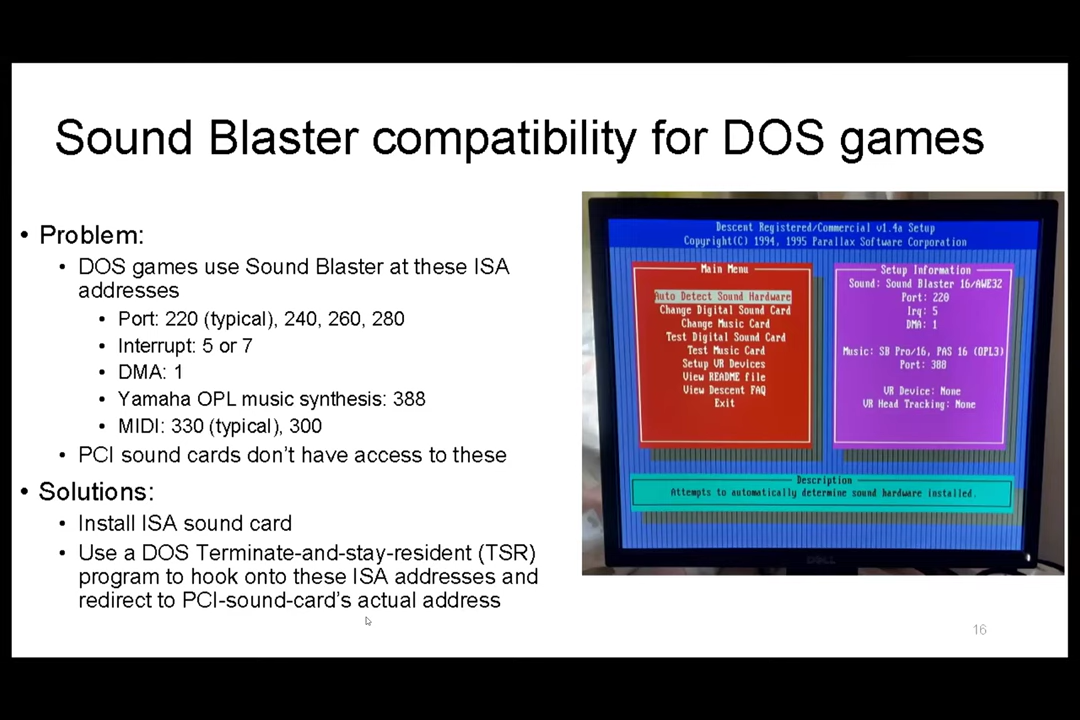 Sound Blaster compatibility for DOS games
• Problem:
• DOS games use Sound Blaster at these ISA
addresses
• Port: 220 (typical), 240, 260, 280
• Interrupt: 5 or 7
• DMA: 1
• Yamaha OPL music synthesis: 388
• MIDI: 330 (typical), 300
• PCI sound cards don’t have access to these
• Solutions:
• Install ISA sound card
• Use a DOS Terminate-and-stay-resident (TSR)
program to hook onto these ISA addresses and
redirect to PCI-sound-card’s actual address
Descent Registered/Commercial v1.4a Setup
Copyright(C) 1994, 1995 Parallax Software Corporation
Main Menu
Auto Detect Sound Hardware
Change Digital Sound Card
Change Music Card
Test Digital Sound Card
Test Music Card
Setup VR Devices
View README file
View Descent FAQ
Exit
Setup Information
Sound: Sound Blaster 16/AWE32
Port: 220
Irq: 5
DMA: 1
Music: SB Pro/16, PAS 16 (OPL3)
Port: 388
VR Device: None
VR Head Tracking: None
Description
Attempts to automatically determine sound hardware installed.
DELL
16